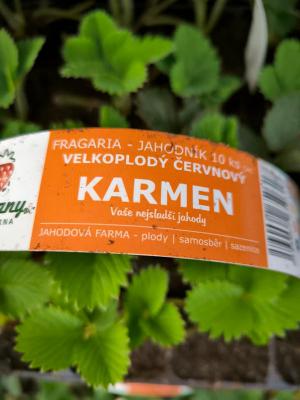 FRAGARIA - JAHODNÍK 10 ks
VELKOPLODÝ ČERVNOVÝ
KARMEN
Vaše nejsladší jahody
JAHODOVÁ FARMA - plody | samosběr | sazenice